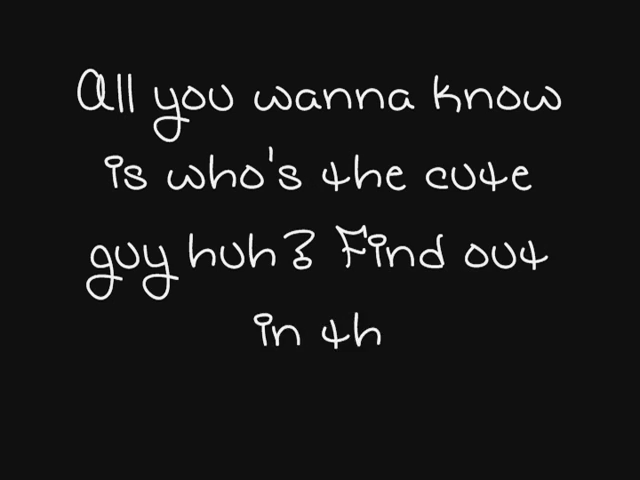 All you wanna know
is who's the cute
guy huh? Find out
in th